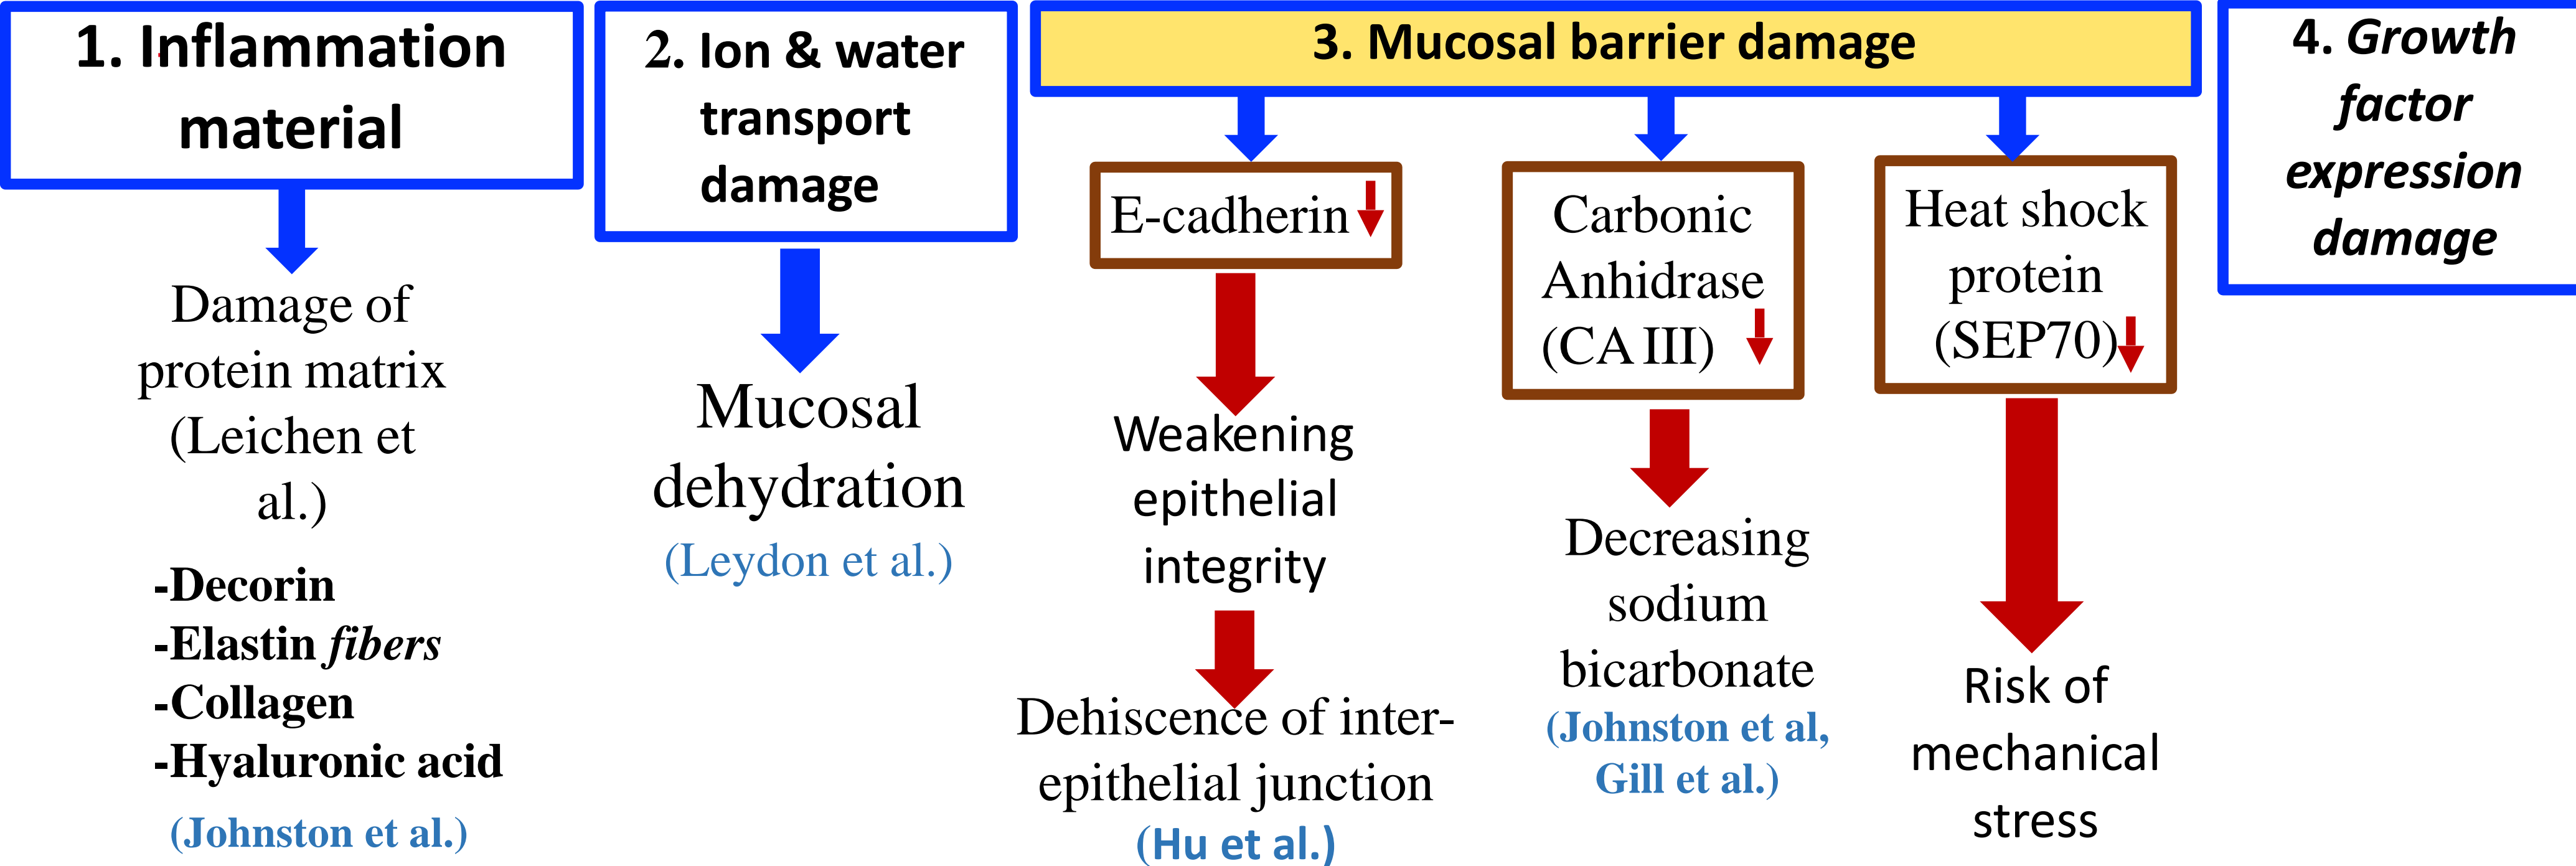 1. Inflammation
material
Damage of
protein matrix
(Leichen et
al.)
-Decorin
-Elastin fibers
-Collagen
-Hyaluronic acid
(Johnston et al.)
2. Ion & water
transport
damage
Mucosal
dehydration
(Leydon et al.)
3. Mucosal barrier damage
E-cadherin
Weakening
epithelial
integrity
Dehiscence of inter-
epithelial junction
(Hu et al.)
Carbonic
Anhidrase
(CA III)
Decreasing
sodium
bicarbonate
(Johnston et al,
Gill et al.)
Heat shock
protein
(SEP70)
Risk of
mechanical
stress
4. Growth
factor
expression
damage